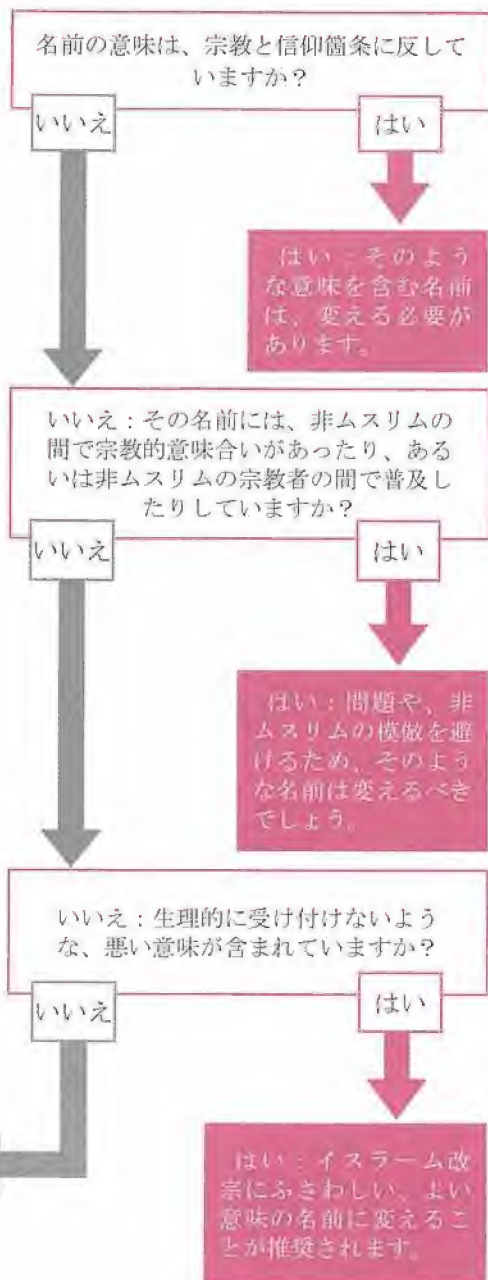 名前の意味は、宗教と信仰箇条に反して
いますか？
いいえ
はい
はい：そのよう
な意味を含む名前
は、変える必要が
あります。
いいえ：その名前には、非ムスリムの
間で宗教的意味合いがあったり、ある
いは非ムスリムの宗教者の間で普及し
たりしていますか？
いいえ
はい
はい：問題や、非
ムスリムの模倣を避
けるため、そのよう
な名前は変えるべき
でしょう。
いいえ：生理的に受け付けないよう
な、悪い意味が含まれていますか？
いいえ
はい
はい：イスラーム改
宗にふさわしい、よい
意味の名前に変えるこ
とが推奨されます。